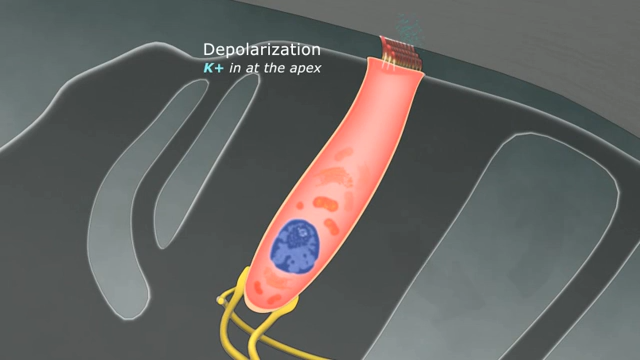 Depolarization
K+ in at the apex